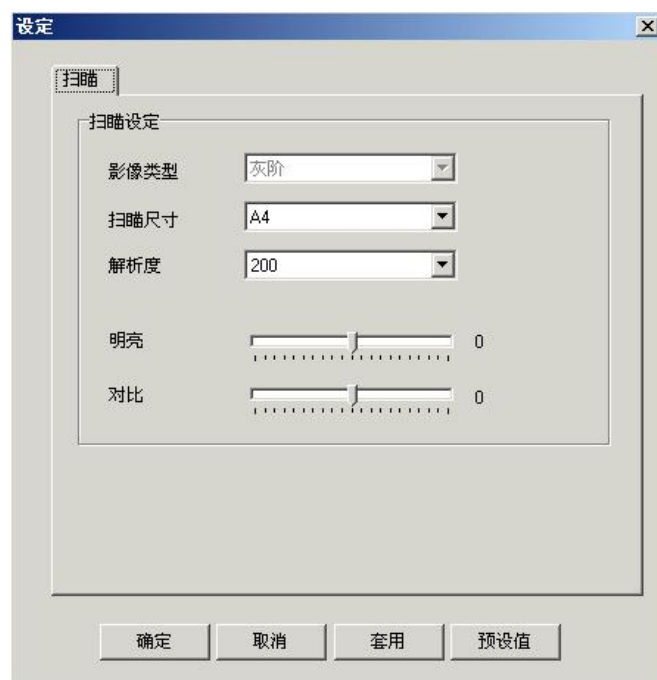 设定
扫瞄
扫瞄设定
影像类型 灰阶
扫瞄尺寸 A4
解析度 200
明亮 0
对比 0
确定 取消 套用 预设值